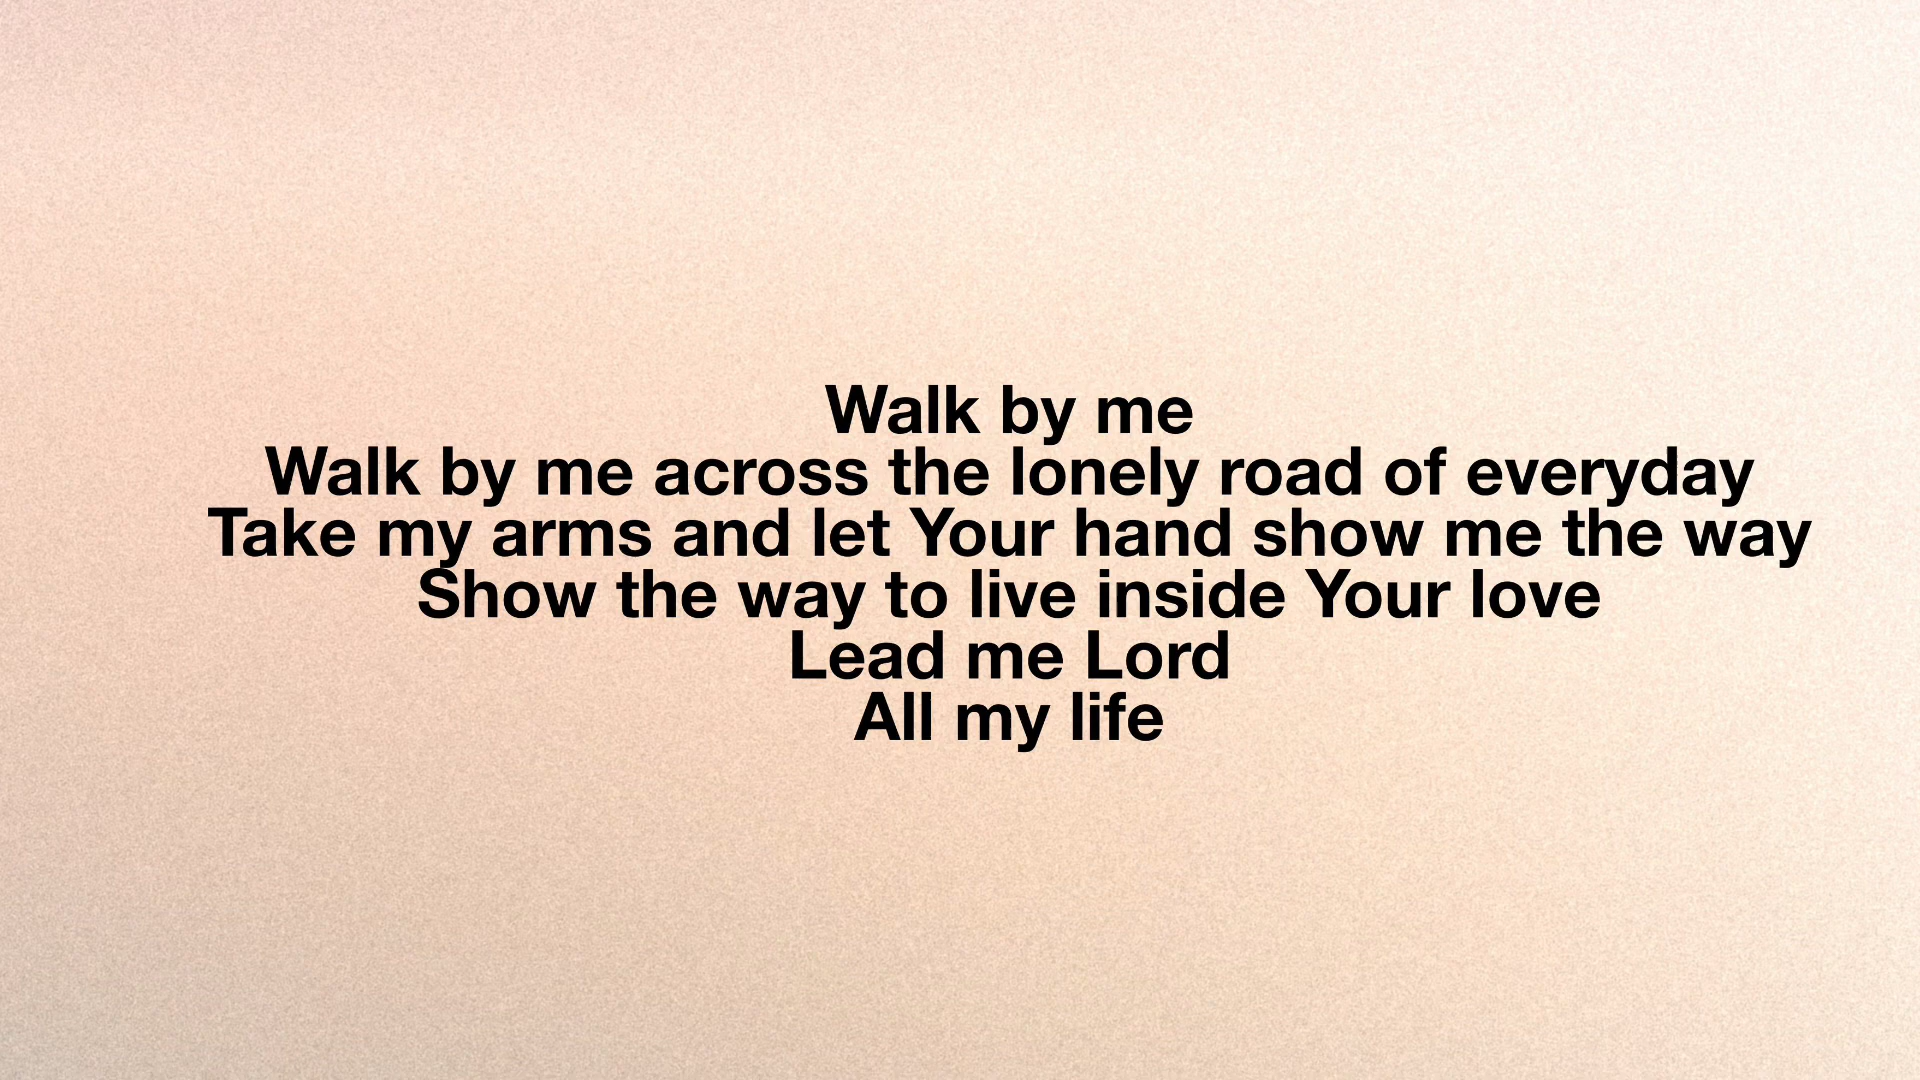 Walk by me
Walk by me across the lonely road of everyday
Take my arms and let Your hand show me the way
Show the way to live inside Your love
Lead me Lord
All my life